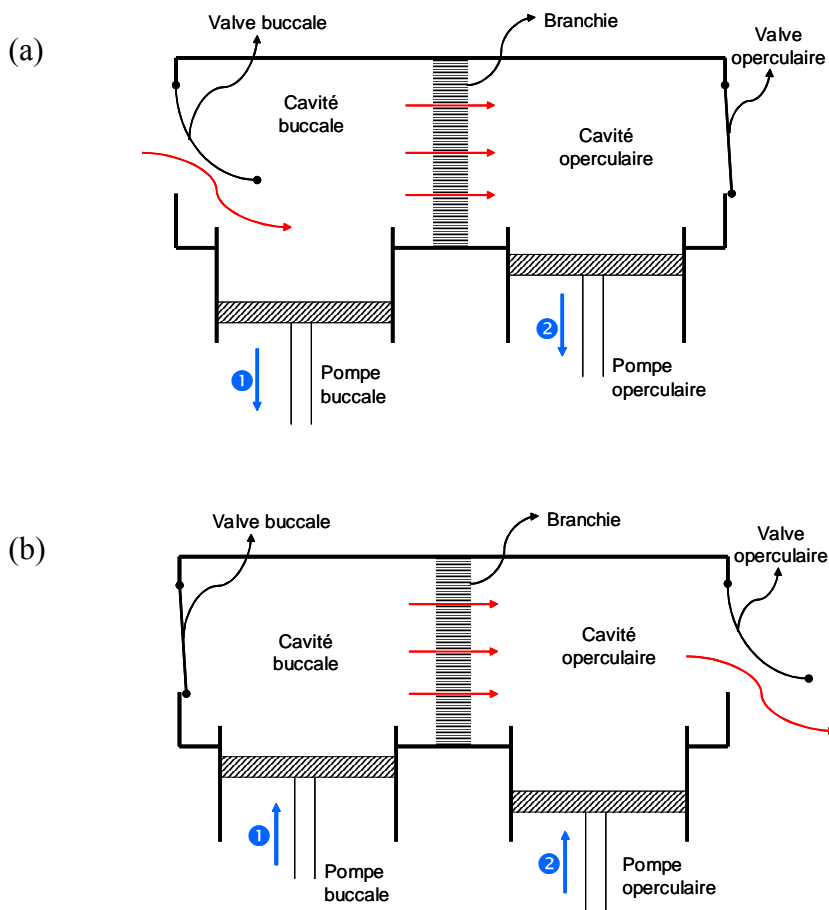 (a)
Valve buccale
Branchie
Valve
operculaire
Cavité
buccale
Cavité
operculaire
1
Pompe
buccale
2
Pompe
operculaire
(b)
Valve buccale
Branchie
Valve
operculaire
Cavité
buccale
Cavité
operculaire
1
Pompe
buccale
2
Pompe
operculaire